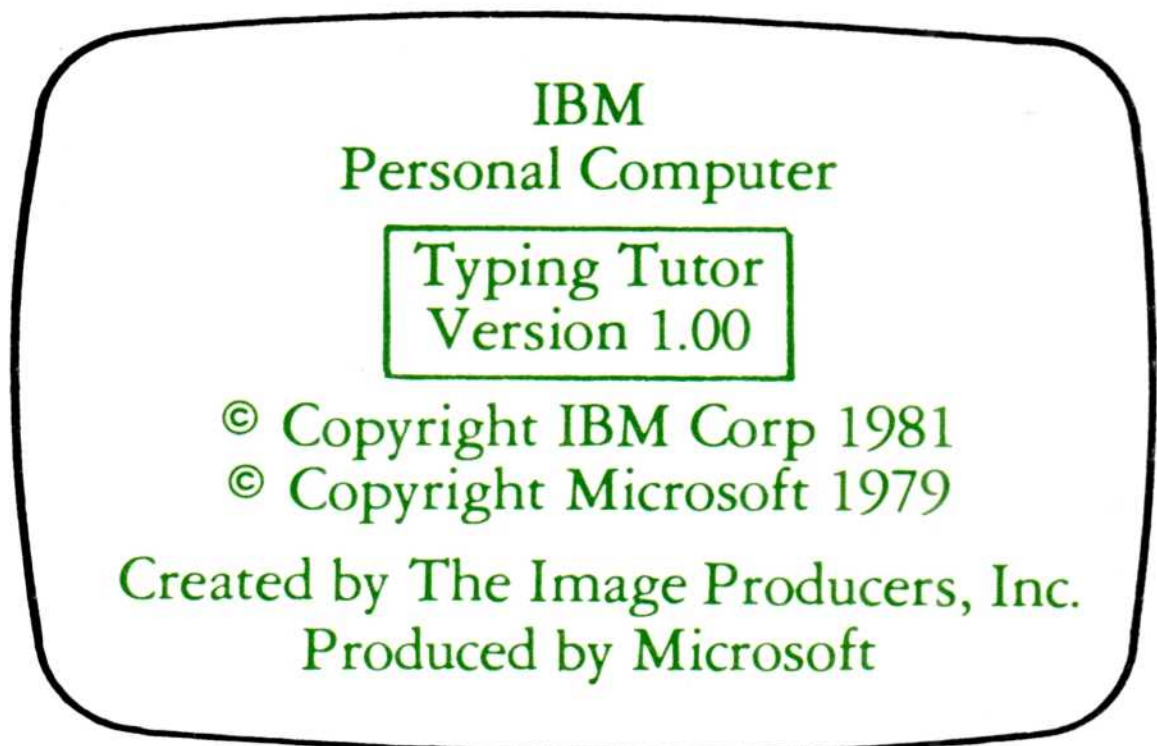 IBM
Personal Computer
Typing Tutor
Version 1.00
© Copyright IBM Corp 1981
© Copyright Microsoft 1979
Created by The Image Producers, Inc.
Produced by Microsoft